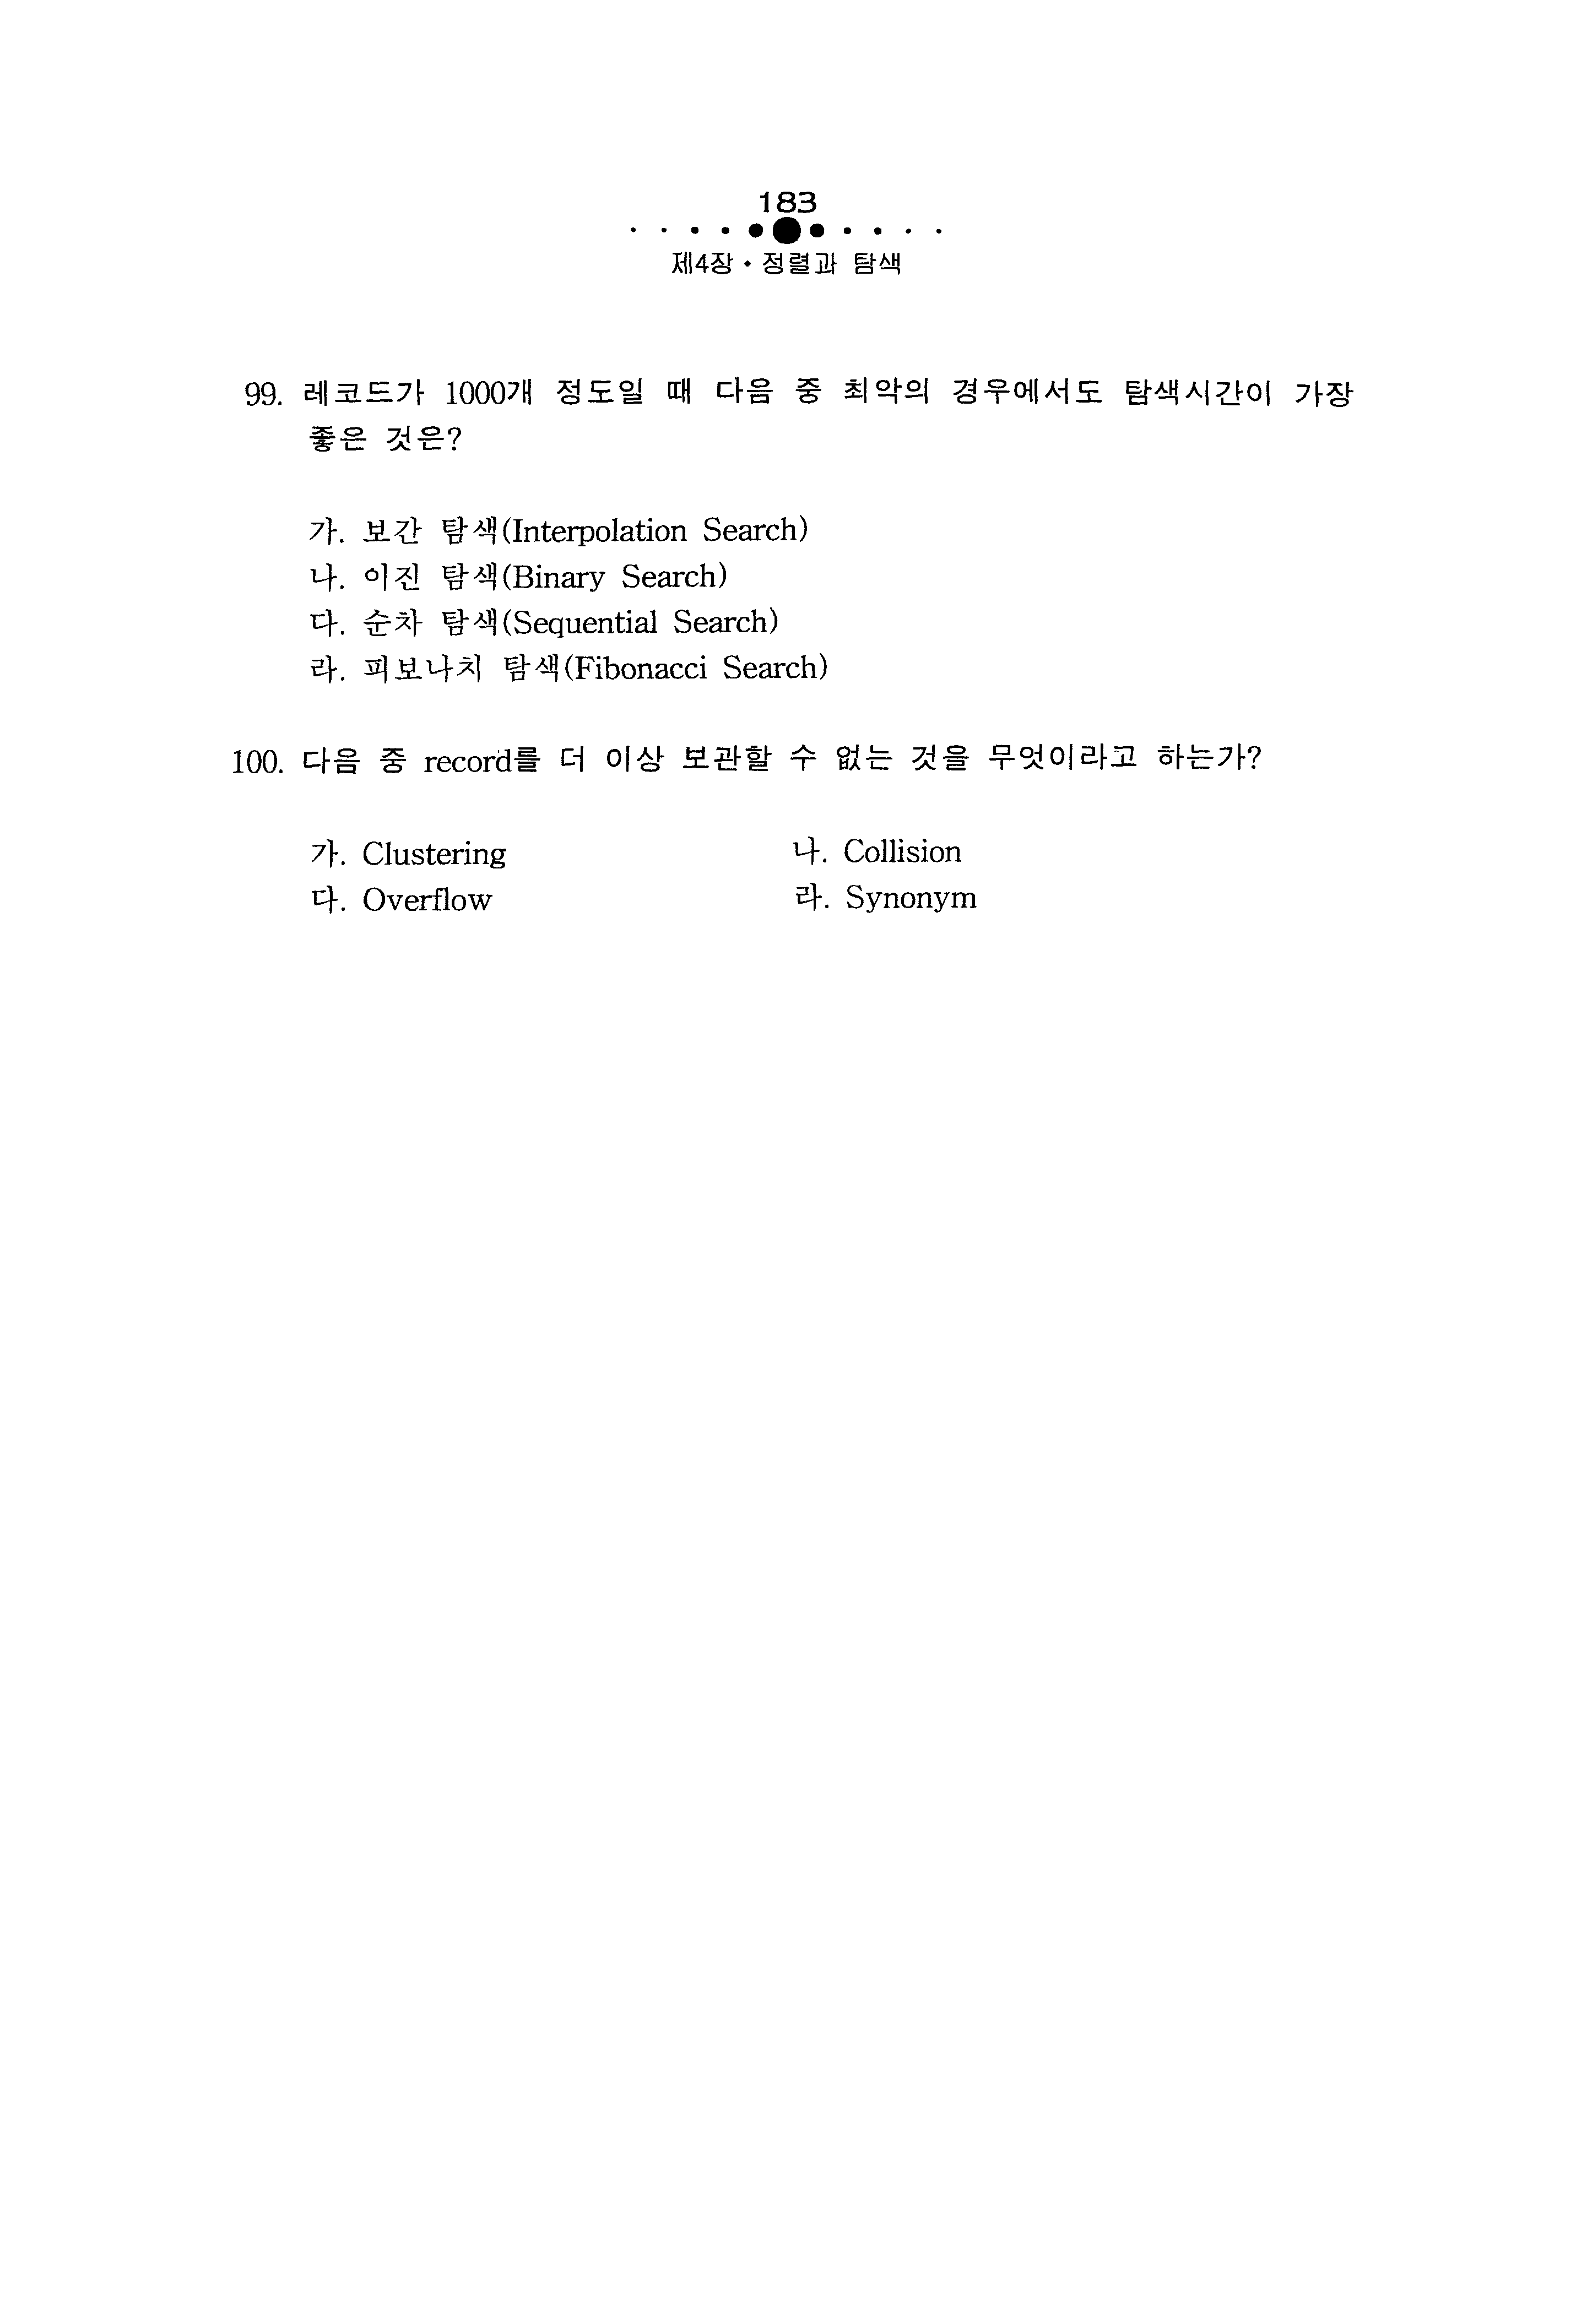 183
제4장 • 정렬과 탐색
99. 레코드가 1000개 정도일 때 다음 중 최악의 경우에서도 탐색시간이 가장
좋은 것은?
가. 보간 탐색(Interpolation Search)
나. 이진 탐색(Binary Search)
다. 순차 탐색(Sequential Search)
라. 피보나치 탐색(Fibonacci Search)
100. 다음 중 record를 더 이상 보관할 수 없는 것을 무엇이라고 하는가?
가. Clustering 나. Collision
다. Overflow 라. Synonym